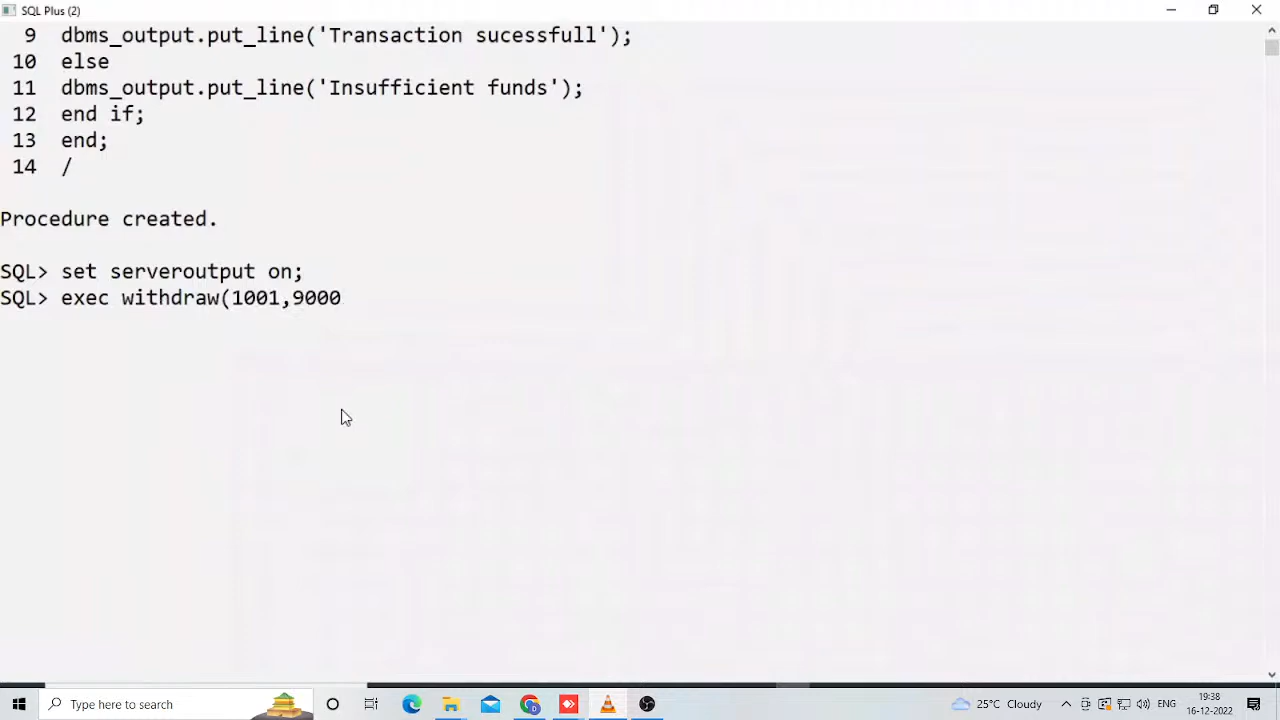 SQL Plus (2)
9 dbms_output.put_line('Transaction sucessfull');
10 else
11 dbms_output.put_line('Insufficient funds');
12 end if;
13 end;
14 /
Procedure created.
SQL> set serveroutput on;
SQL> exec withdraw(1001,9000
Type here to search
25°C Cloudy
ENG
19:38
16-12-2022